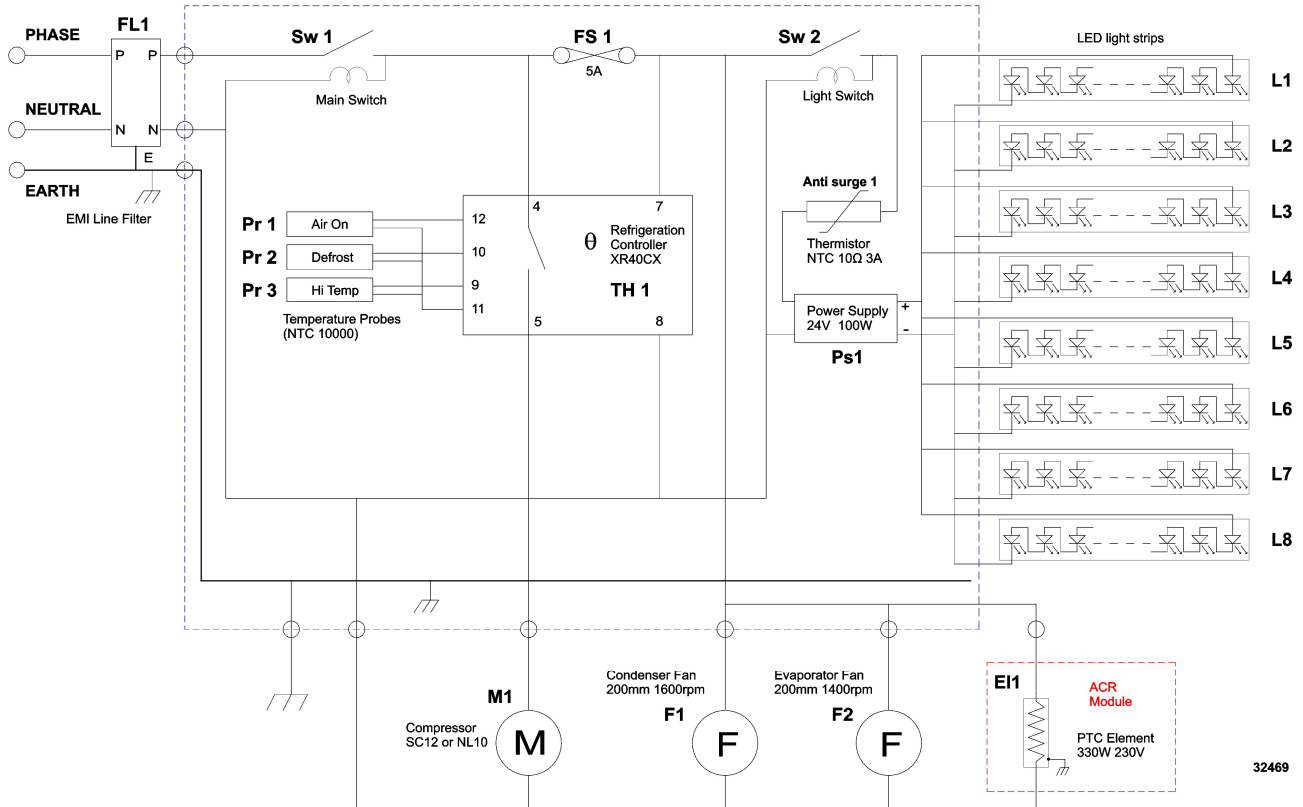 FL1
PHASE
P P
Sw 1
Main Switch
FS 1
5A
Sw 2
Light Switch
LED light strips
L1
NEUTRAL
N N
L2
E
EARTH
EMI Line Filter
Anti surge 1
Thermistor
NTC 10Ω 3A
L3
Pr 1
Air On
Pr 2
Defrost
Pr 3
Hi Temp
Temperature Probes
(NTC 10000)
12
10
9
11
4
7
θ
Refrigeration
Controller
XR40CX
TH 1
5
8
L4
Power Supply
24V 100W
+
-
Ps1
L5
L6
L7
L8
M1
Compressor
SC12 or NL10
M
Condenser Fan
200mm 1600rpm
F1
F
Evaporator Fan
200mm 1400rpm
F2
F
El1
ACR
Module
PTC Element
330W 230V
32469